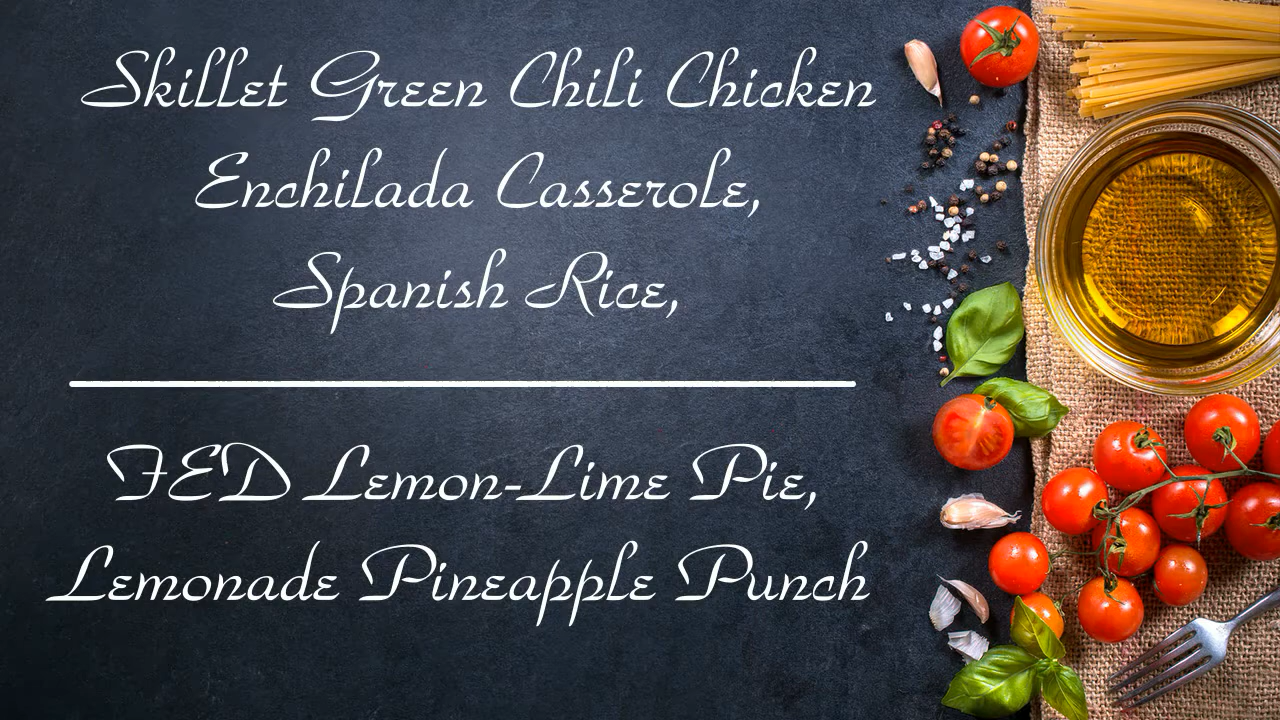 Skillet Green Chili Chicken
Enchilada Casserole,
Spanish Rice,
FED Lemon-Lime Pie,
Lemonade Pineapple Punch